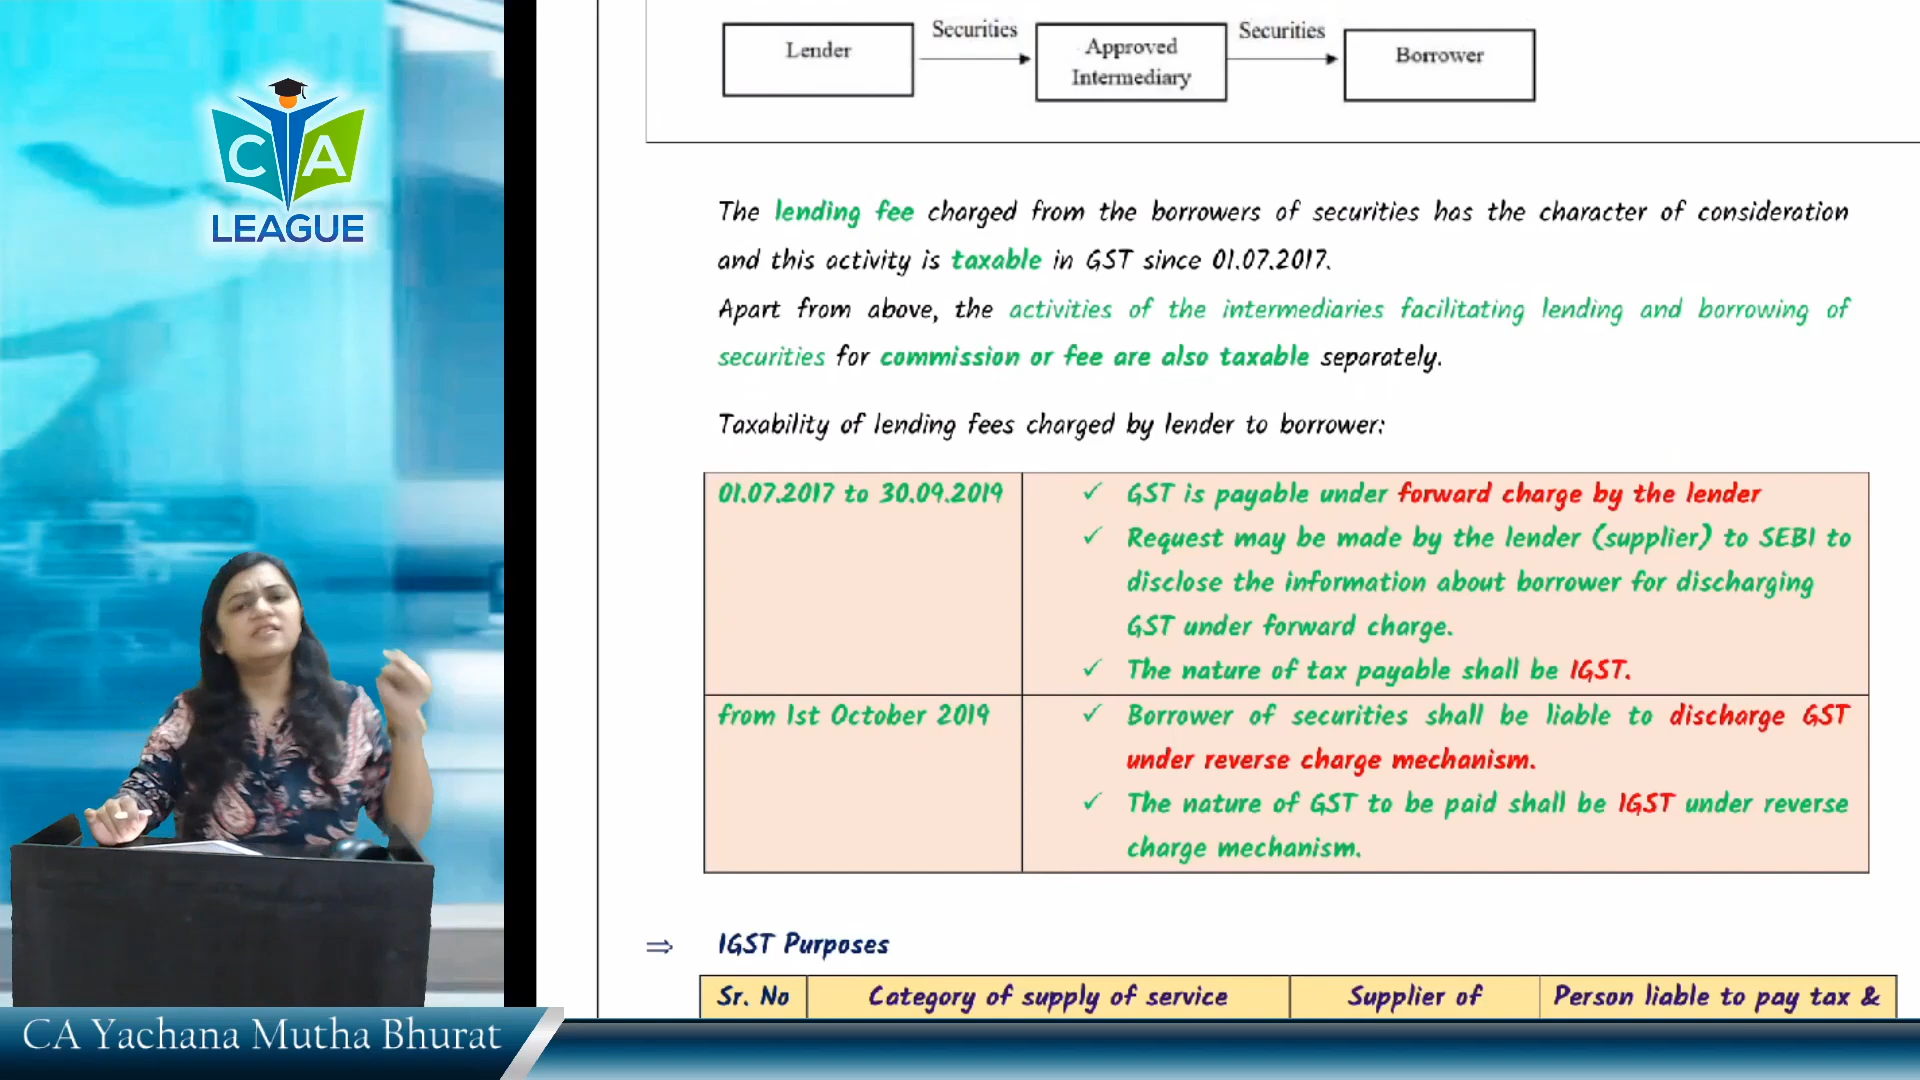 C A
LEAGUE
Lender
Securities
Approved
Intermediary
Securities
Borrower
The lending fee charged from the borrowers of securities has the character of consideration
and this activity is taxable in GST since 01.07.2017.
Apart from above, the activities of the intermediaries facilitating lending and borrowing of
securities for commission or fee are also taxable separately.
Taxability of lending fees charged by lender to borrower:
01.07.2017 to 30.09.2019
✓ GST is payable under forward charge by the lender
✓ Request may be made by the lender (supplier) to SEBI to
disclose the information about borrower for discharging
GST under forward charge.
✓ The nature of tax payable shall be IGST.
from 1st October 2019
✓ Borrower of securities shall be liable to discharge GST
under reverse charge mechanism.
✓ The nature of GST to be paid shall be IGST under reverse
charge mechanism.
⇒ IGST Purposes
Sr. No
Category of supply of service
Supplier of
Person liable to pay tax &
CA Yachana Mutha Bhurat